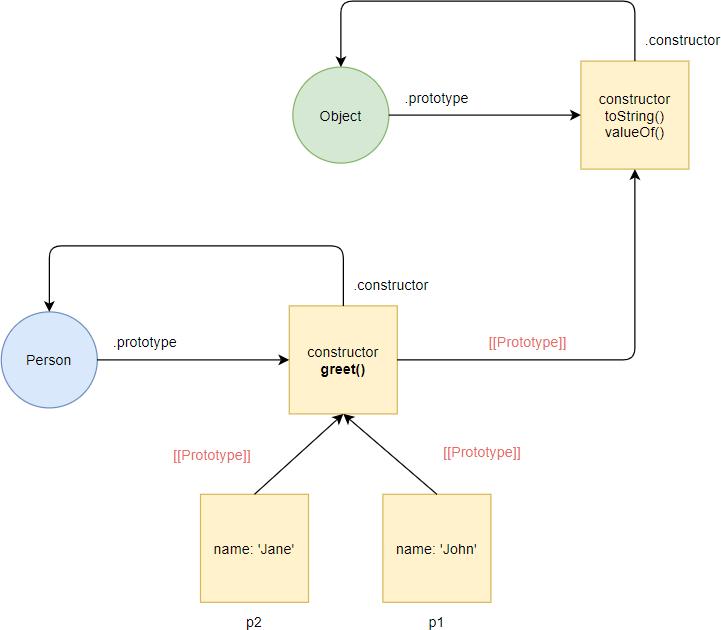 .constructor
.prototype
Object
constructor
toString()
valueOf()
.constructor
.prototype
Person
constructor
greet()
[[Prototype]]
[[Prototype]]
[[Prototype]]
name: 'Jane'
name: 'John'
p2
p1